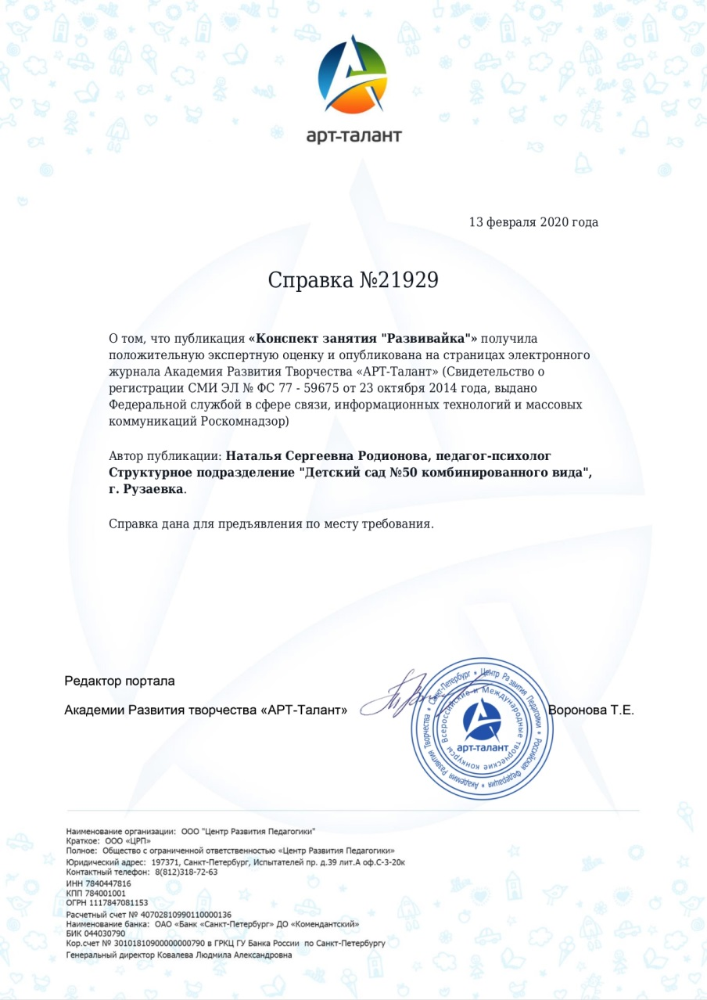 арт-талант
13 февраля 2020 года
Справка №21929
О том, что публикация «Конспект занятия "Развивайка"» получила
положительную экспертную оценку и опубликована на страницах электронного
журнала Академия Развития Творчества «АРТ-Талант» (Свидетельство о
регистрации СМИ ЭЛ № ФС 77 - 59675 от 23 октября 2014 года, выдано
Федеральной службой в сфере связи, информационных технологий и массовых
коммуникаций Роскомнадзор)
Автор публикации: Наталья Сергеевна Родионова, педагог-психолог
Структурное подразделение "Детский сад №50 комбинированного вида",
г. Рузаевка.
Справка дана для предъявления по месту требования.
Редактор портала
Академии Развития творчества «АРТ-Талант»
Воронова Т.Е.
Санкт-Петербург * Центр Развития Педагогики * Российская Федерация * Академия Развития Творчества *
Всероссийские и Международные творческие конкурсы
арт-талант
Наименование организации: ООО "Центр Развития Педагогики"
Краткое: ООО «ЦРП»
Полное: Общество с ограниченной ответственностью «Центр Развития Педагогики»
Юридический адрес: 197371, Санкт-Петербург, Испытателей пр. д.39 лит.А оф.С-3-20к
Контактный телефон: 8(812)318-72-63
ИНН 7840447816
КПП 784001001
ОГРН 1117847081153
Расчетный счет № 40702810990110000136
Наименование банка: ОАО «Банк «Санкт-Петербург» ДО «Комендантский»
БИК 044030790
Кор.счет № 30101810900000000790 в ГРКЦ ГУ Банка России по Санкт-Петербургу
Генеральный директор Ковалева Людмила Александровна